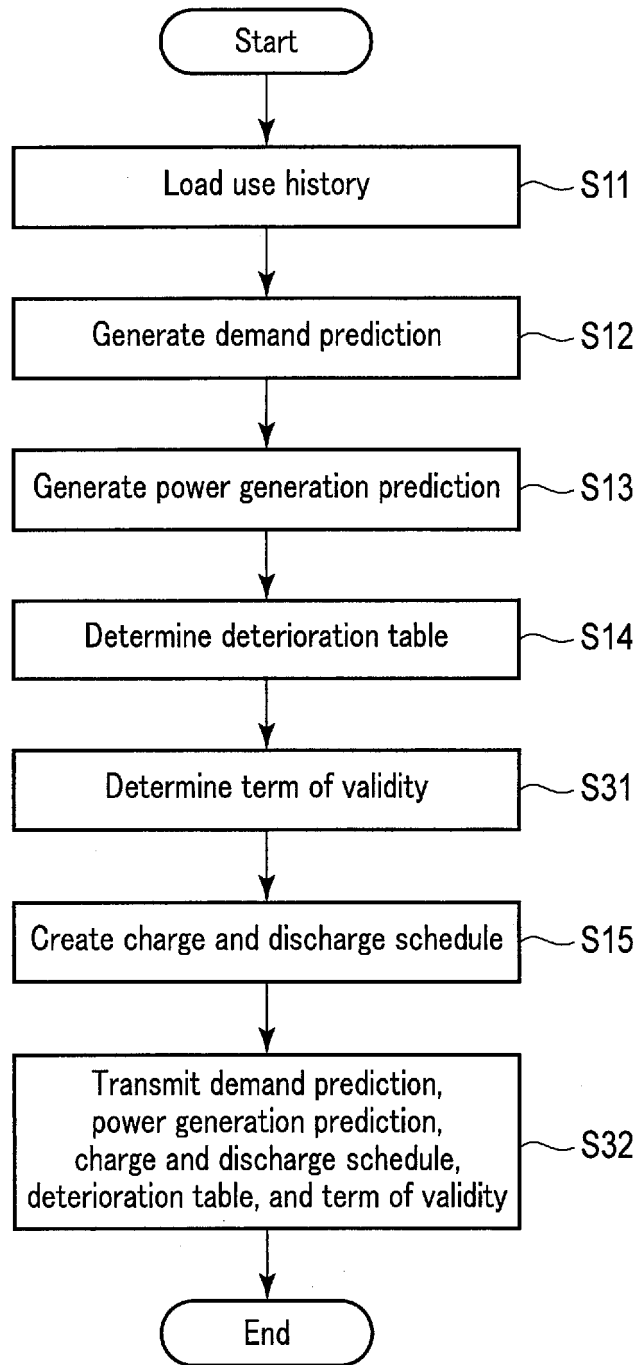 Start
Load use history
S11
Generate demand prediction
S12
Generate power generation prediction
S13
Determine deterioration table
S14
Determine term of validity
S31
Create charge and discharge schedule
S15
Transmit demand prediction,
power generation prediction,
charge and discharge schedule,
deterioration table, and term of validity
S32
End